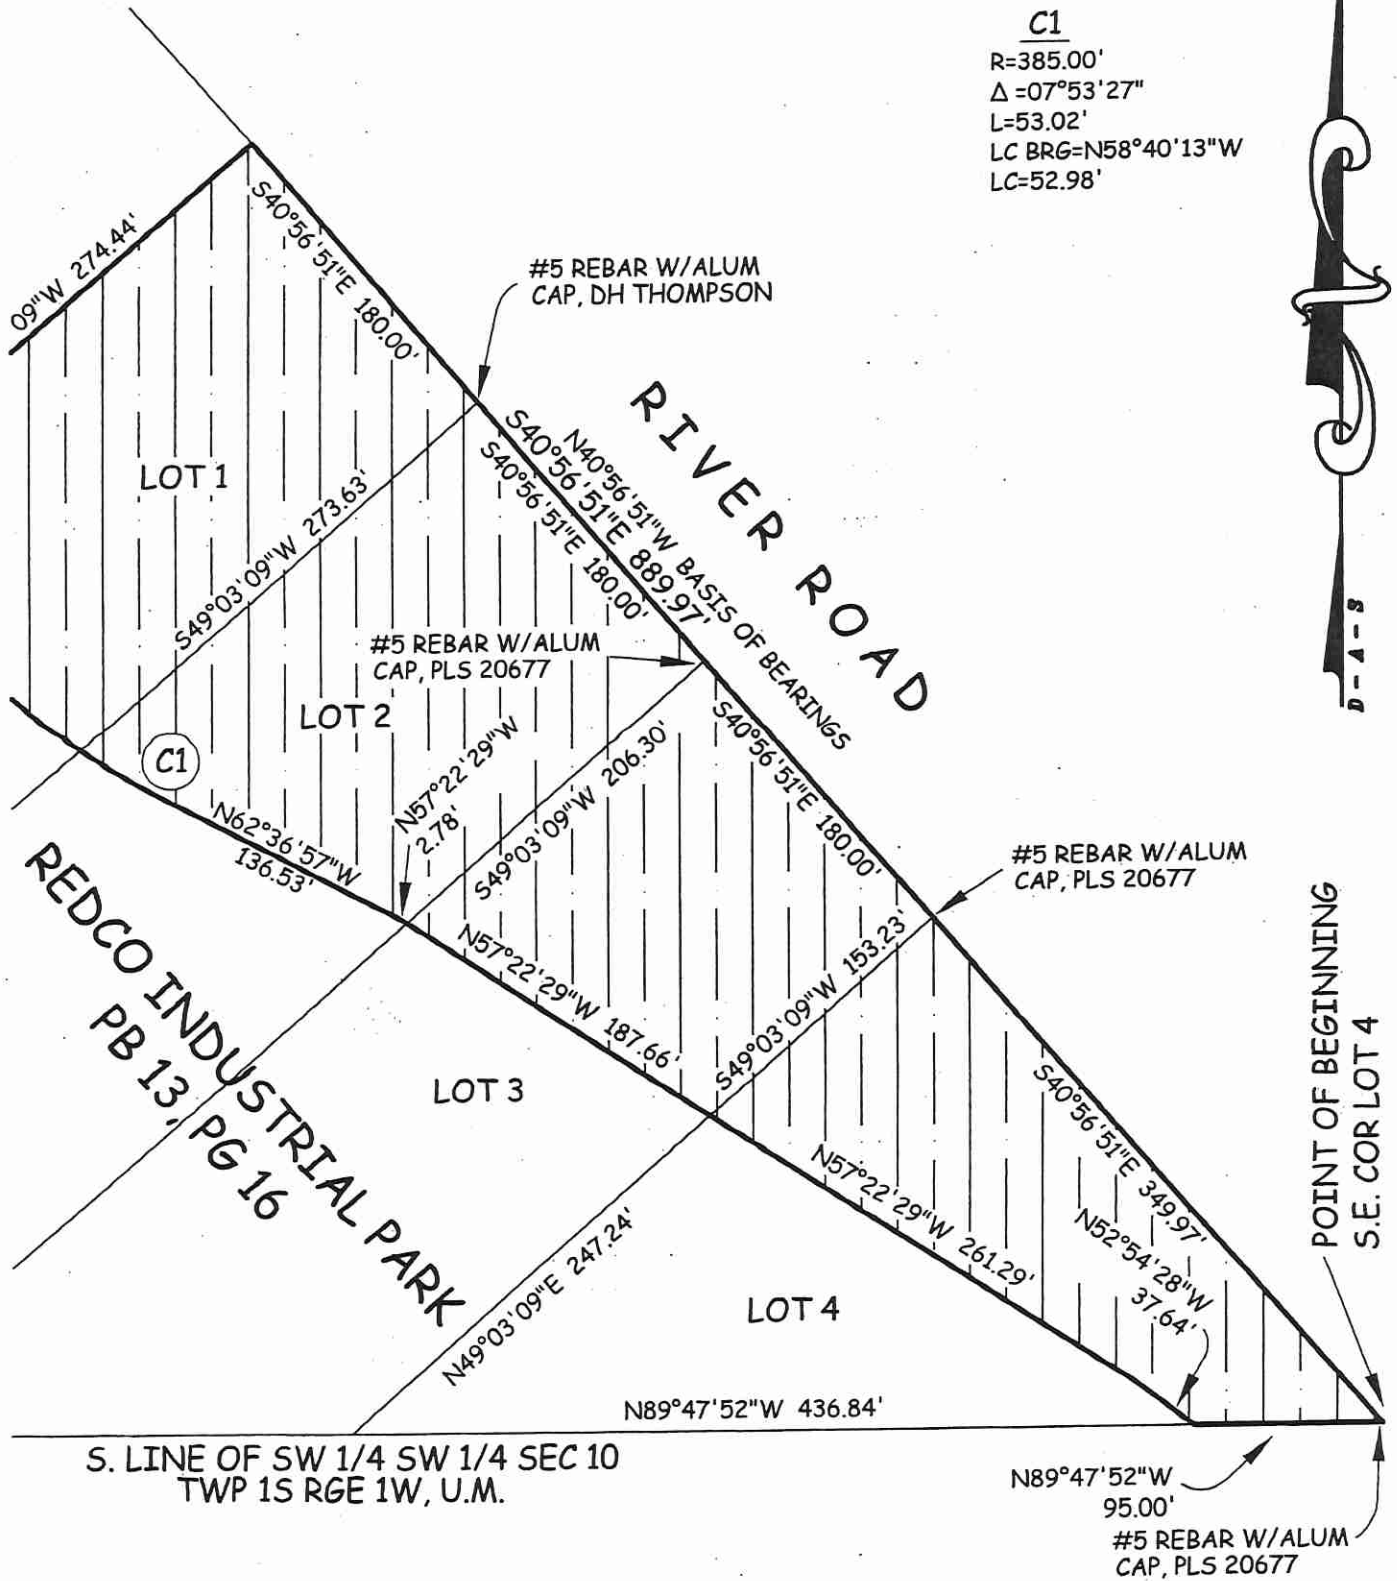 C1
R=385.00'
Δ =07°53'27"
L=53.02'
LC BRG=N58°40'13"W
LC=52.98'
09"W 274.44'
S40°56'51"E 180.00'
#5 REBAR W/ALUM
CAP, DH THOMPSON
RIVER ROAD
N40°56'51"W BASIS OF BEARINGS
S40°56'51"E 889.97'
S40°56'51"E 180.00'
LOT 1
S49°03'09"W 273.63'
#5 REBAR W/ALUM
CAP, PLS 20677
D-A-S
LOT 2
C1
N57°22'29"W
2.78'
S49°03'09"W 206.30'
S40°56'51"E 180.00'
N62°36'57"W
136.53'
#5 REBAR W/ALUM
CAP, PLS 20677
REDCO INDUSTRIAL PARK
PB 13, PG 16
N57°22'29"W 187.66'
S49°03'09"W 153.23'
LOT 3
POINT OF BEGINNING
S.E. COR LOT 4
S40°56'51"E 349.97'
N57°22'29"W 261.29'
N52°54'28"W
37.64'
N49°03'09"E 247.24'
LOT 4
N89°47'52"W 436.84'
S. LINE OF SW 1/4 SW 1/4 SEC 10
TWP 1S RGE 1W, U.M.
N89°47'52"W
95.00'
#5 REBAR W/ALUM
CAP, PLS 20677